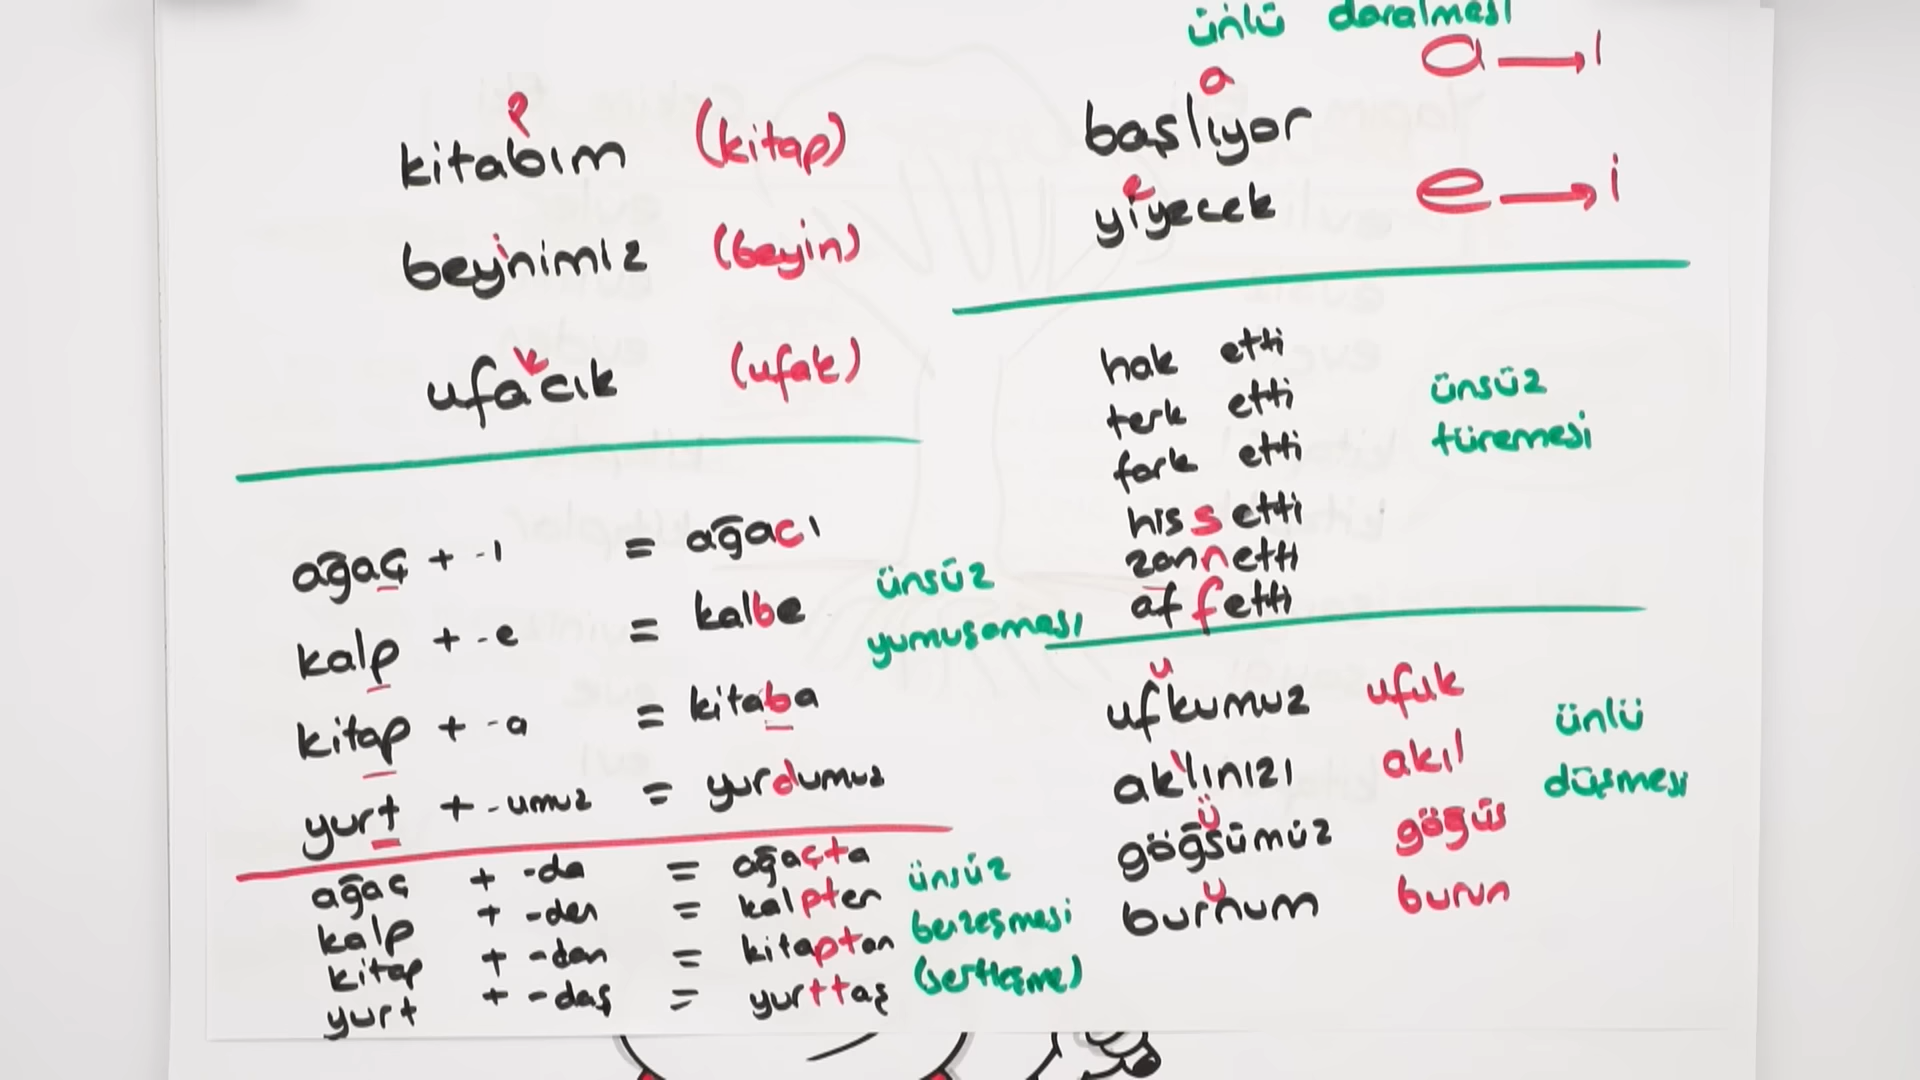 p
kitabım (kitap)
i
beynimiz (beyin)
k
ufacık (ufak)
ağaç + -ı = ağacı
kalp + -e = kalbe
kitap + -a = kitaba
yurt + -umuz = yurdumuz
ünsüz
yumuşaması
ağaç + -da = ağaçta
kalp + -den = kalpten
kitap + -dan = kitaptan
yurt + -daş = yurttaş
ünsüz
benzeşmesi
(sertleşme)
ünlü daralması
a → ı
a
başlıyor
e → i
e
yiyecek
hak etti
terk etti
fark etti
hissetti
zannetti
affetti
ünsüz
türemesi
u
ufkumuz ufuk
ı
aklınızı akıl
ü
göğsümüz göğüs
u
burnum burun
ünlü
düşmesi